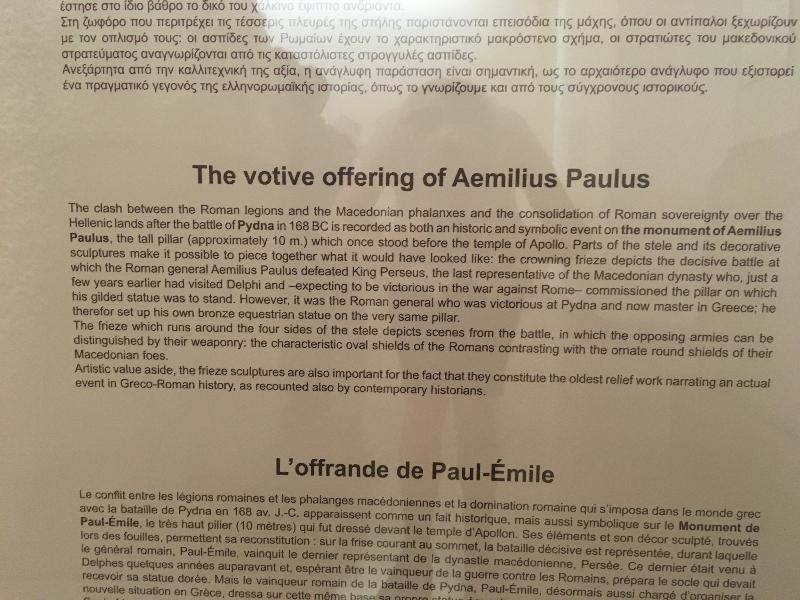 έστησε στο ίδιο βάθρο το δικό του χάλκινο έφιππο ανδριάντα.
Στη ζωφόρο που περιτρέχει τις τέσσερις πλευρές της στήλης παριστάνονται επεισόδια της μάχης, όπου οι αντίπαλοι ξεχωρίζουν
με τον οπλισμό τους: οι ασπίδες των Ρωμαίων έχουν το χαρακτηριστικό μακρόστενο σχήμα, οι στρατιώτες του μακεδονικού
στρατεύματος αναγνωρίζονται από τις καταστόλιστες στρογγυλές ασπίδες.
Ανεξάρτητα από την καλλιτεχνική της αξία, η ανάγλυφη παράσταση είναι σημαντική, ως το αρχαιότερο ανάγλυφο που εξιστορεί
ένα πραγματικό γεγονός της ελληνορωμαϊκής ιστορίας, όπως το γνωρίζουμε και από τους σύγχρονους ιστορικούς.
The votive offering of Aemilius Paulus
The clash between the Roman legions and the Macedonian phalanxes and the consolidation of Roman sovereignty over the
Hellenic lands after the battle of Pydna in 168 BC is recorded as both an historic and symbolic event on the monument of Aemilius
Paulus, the tall pillar (approximately 10 m.) which once stood before the temple of Apollo. Parts of the stele and its decorative
sculptures make it possible to piece together what it would have looked like: the crowning frieze depicts the decisive battle at
which the Roman general Aemilius Paulus defeated King Perseus, the last representative of the Macedonian dynasty who, just a
few years earlier had visited Delphi and –expecting to be victorious in the war against Rome– commissioned the pillar on which
his gilded statue was to stand. However, it was the Roman general who was victorious at Pydna and now master in Greece; he
therefor set up his own bronze equestrian statue on the very same pillar.
The frieze which runs around the four sides of the stele depicts scenes from the battle, in which the opposing armies can be
distinguished by their weaponry: the characteristic oval shields of the Romans contrasting with the ornate round shields of their
Macedonian foes.
Artistic value aside, the frieze sculptures are also important for the fact that they constitute the oldest relief work narrating an actual
event in Greco-Roman history, as recounted also by contemporary historians.
L'offrande de Paul-Émile
Le conflit entre les légions romaines et les phalanges macédoniennes et la domination romaine qui s'imposa dans le monde grec
avec la bataille de Pydna en 168 av. J.-C. apparaissent comme un fait historique, mais aussi symbolique sur le Monument de
Paul-Émile, le très haut pilier (10 mètres) qui fut dressé devant le temple d'Apollon. Ses éléments et son décor sculpté, trouvés
lors des fouilles, permettent sa reconstitution : sur la frise courant au sommet, la bataille décisive est représentée, durant laquelle
le général romain, Paul-Émile, vainquit le dernier représentant de la dynastie macédonienne, Persée. Ce dernier était venu à
Delphes quelques années auparavant et, espérant être le vainqueur de la guerre contre les Romains, prépara le socle qui devait
recevoir sa statue dorée. Mais le vainqueur romain de la bataille de Pydna, Paul-Émile, désormais aussi chargé d'organiser la
nouvelle situation en Grèce, dressa sur cette même base sa propre